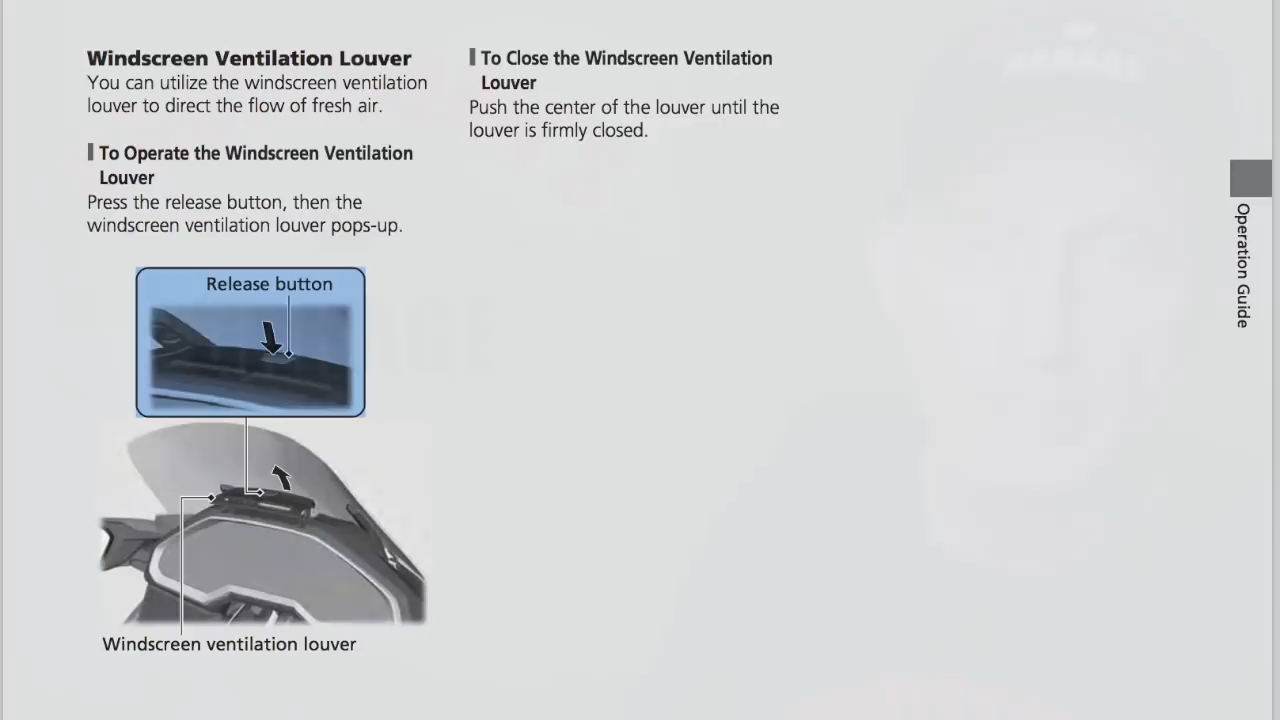 Windscreen Ventilation Louver
You can utilize the windscreen ventilation
louver to direct the flow of fresh air.
To Operate the Windscreen Ventilation
Louver
Press the release button, then the
windscreen ventilation louver pops-up.
Release button
Windscreen ventilation louver
To Close the Windscreen Ventilation
Louver
Push the center of the louver until the
louver is firmly closed.
Operation Guide